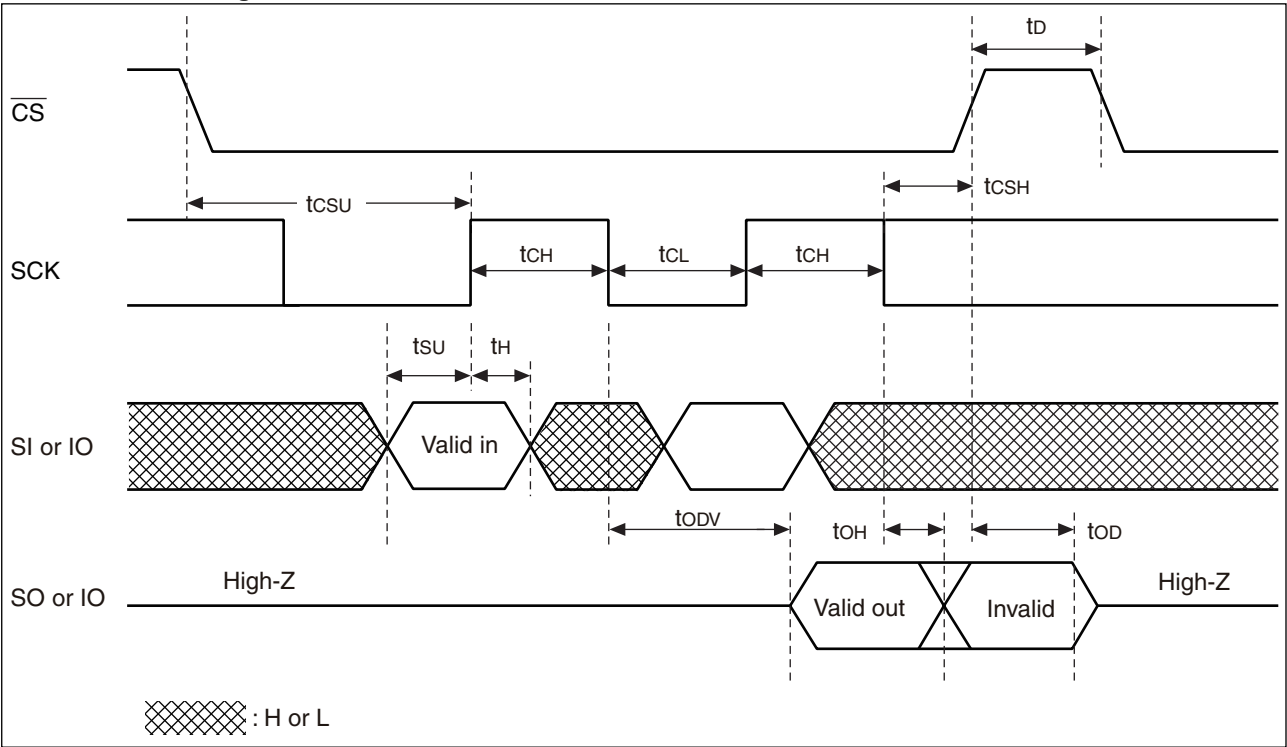 tD
CS
tCSH
tCSU
SCK
tCH
tCL
tCH
tSU
tH
SI or IO
Valid in
tODV
tOH
tOD
High-Z
High-Z
SO or IO
Valid out
Invalid
: H or L